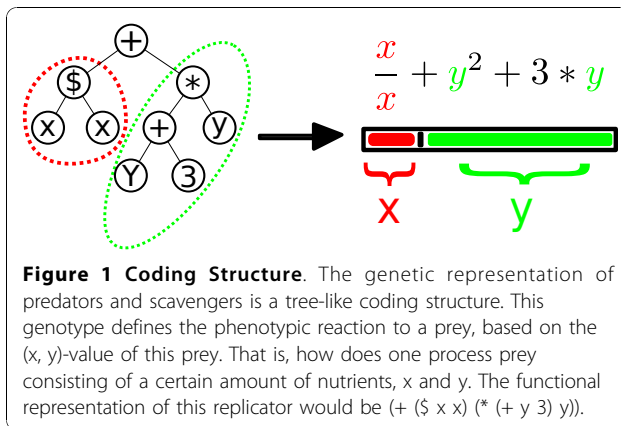 +
$ *
x x + y
Y 3
x/x + y² + 3 * y
x y
Figure 1 Coding Structure. The genetic representation of
predators and scavengers is a tree-like coding structure. This
genotype defines the phenotypic reaction to a prey, based on the
(x, y)-value of this prey. That is, how does one process prey
consisting of a certain amount of nutrients, x and y. The functional
representation of this replicator would be (+ ($ x x) (* (+ y 3) y)).